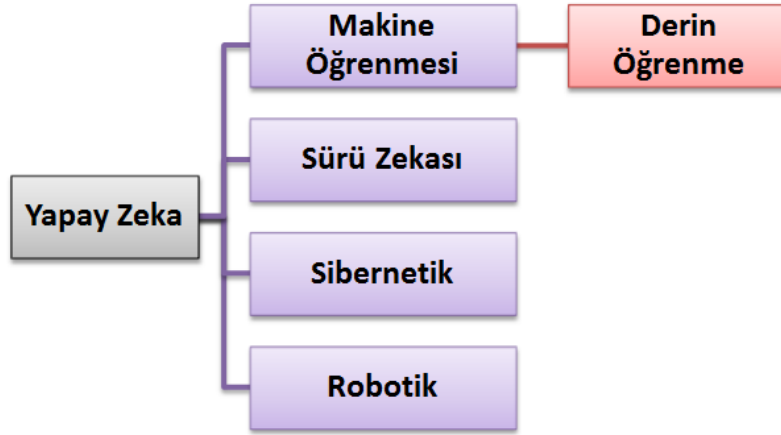 Yapay Zeka
Makine
Öğrenmesi
Derin
Öğrenme
Sürü Zekası
Sibernetik
Robotik